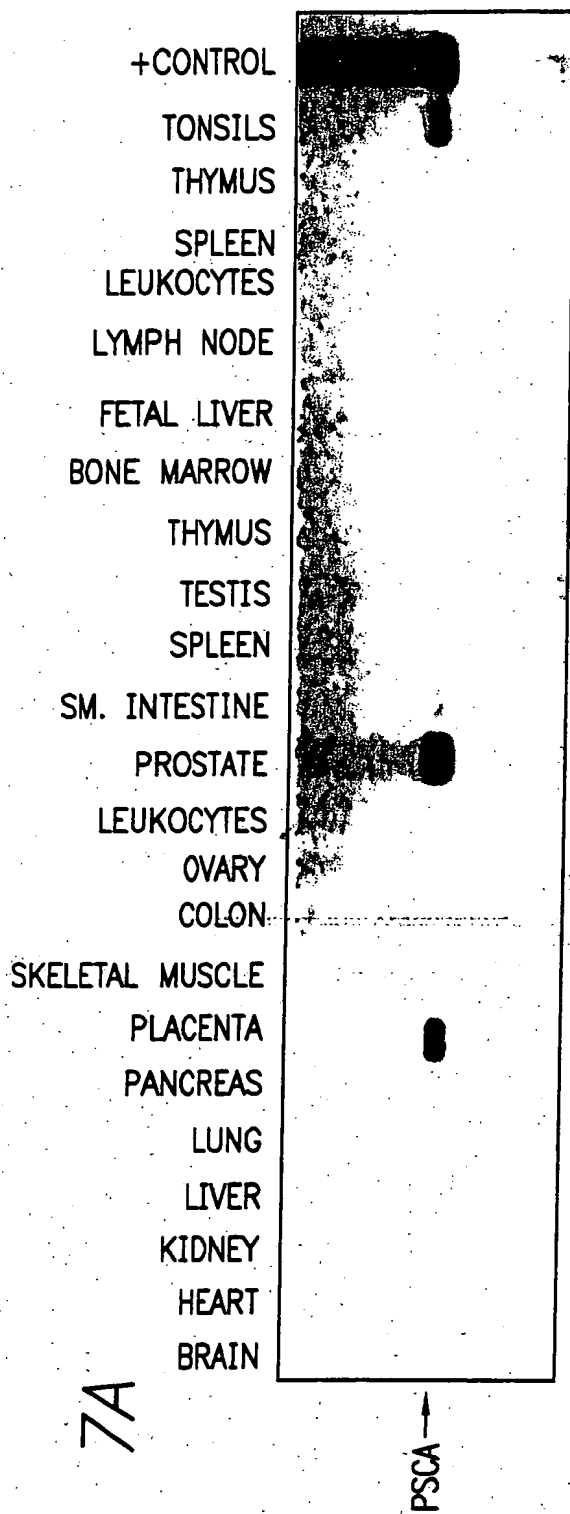 +CONTROL
TONSILS
THYMUS
SPLEEN
LEUKOCYTES
LYMPH NODE
FETAL LIVER
BONE MARROW
THYMUS
TESTIS
SPLEEN
SM. INTESTINE
PROSTATE
LEUKOCYTES
OVARY
COLON
SKELETAL MUSCLE
PLACENTA
PANCREAS
LUNG
LIVER
KIDNEY
HEART
BRAIN
7A
PSCA →